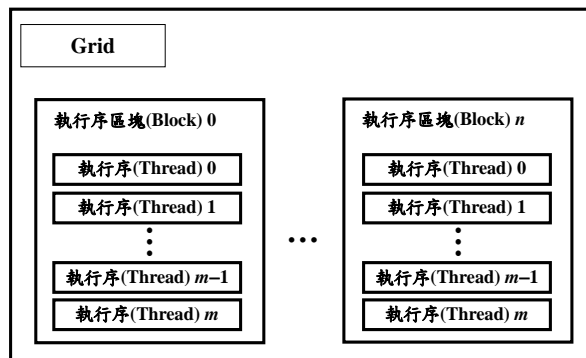 Grid
執行序區塊(Block) 0
執行序(Thread) 0
執行序(Thread) 1
執行序(Thread) m−1
執行序(Thread) m
...
執行序區塊(Block) n
執行序(Thread) 0
執行序(Thread) 1
執行序(Thread) m−1
執行序(Thread) m